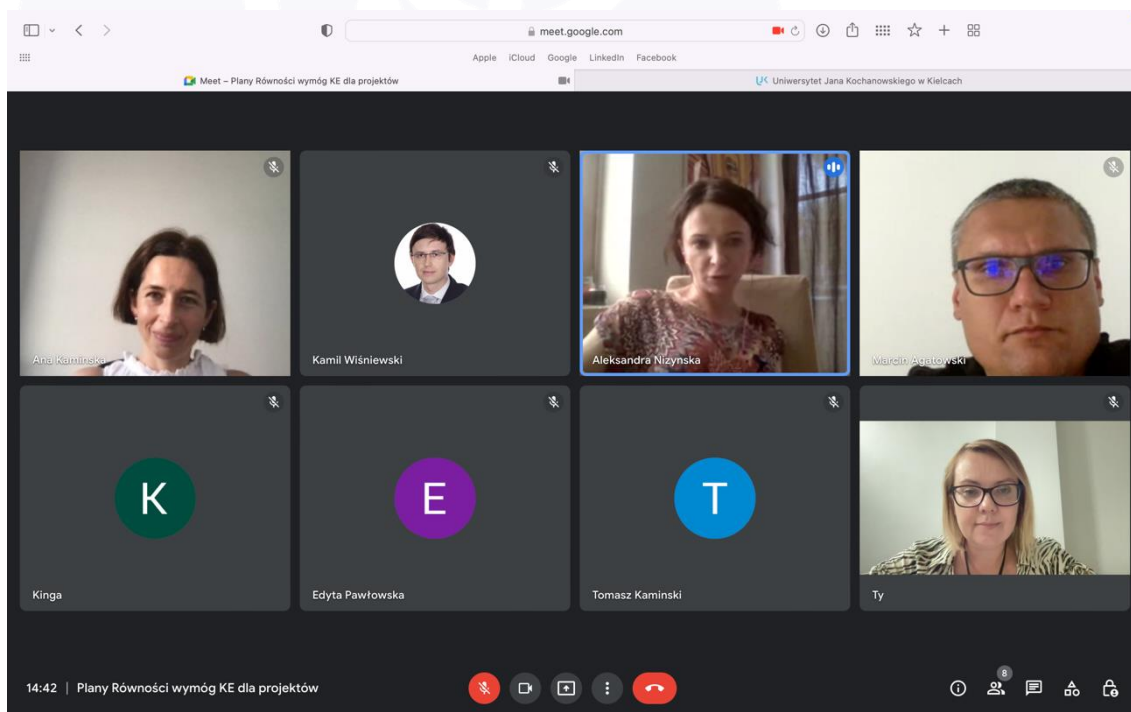 meet.google.com
Apple iCloud Google LinkedIn Facebook
Meet – Plany Równości wymóg KE dla projektów
Uniwersytet Jana Kochanowskiego w Kielcach
Ana Kaminska
Kamil Wiśniewski
Aleksandra Nizynska
Marcin Agatowski
K
E
T
Kinga
Edyta Pawłowska
Tomasz Kaminski
Ty
14:42 | Plany Równości wymóg KE dla projektów
8